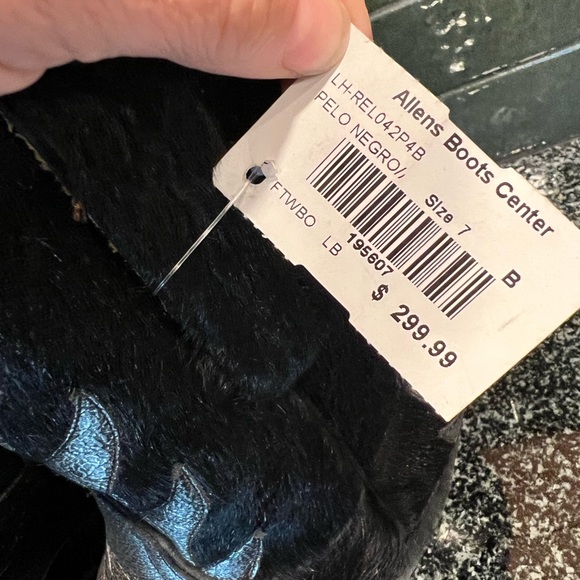 Allens Boots Center
LH-REL042P4B
PELO NEGRO//
Size 7
B
FTWBO LB
195607
$ 299.99